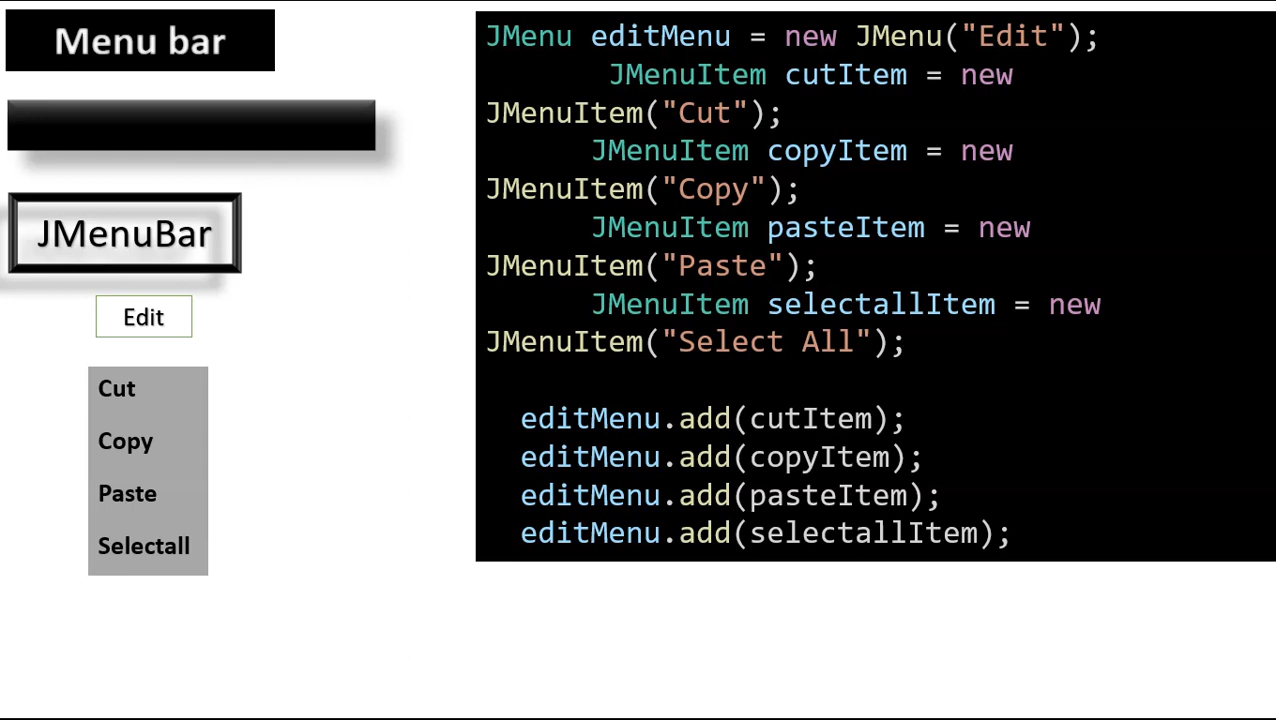 Menu bar
JMenuBar
Edit
Cut
Copy
Paste
Selectall
JMenu editMenu = new JMenu("Edit");
JMenuItem cutItem = new
JMenuItem("Cut");
JMenuItem copyItem = new
JMenuItem("Copy");
JMenuItem pasteItem = new
JMenuItem("Paste");
JMenuItem selectallItem = new
JMenuItem("Select All");
editMenu.add(cutItem);
editMenu.add(copyItem);
editMenu.add(pasteItem);
editMenu.add(selectallItem);